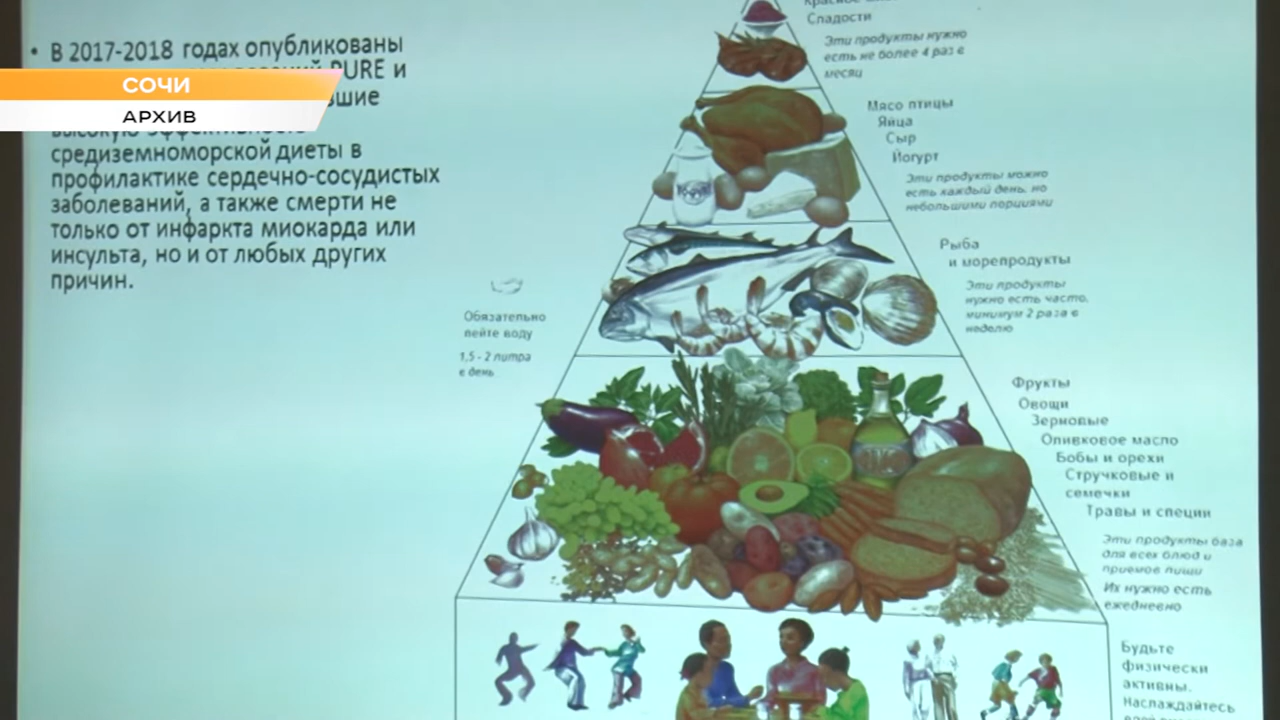 • В 2017-2018 годах опубликованы
PURE и
СОЧИ
АРХИВ
средиземноморской диеты в
профилактике сердечно-сосудистых
заболеваний, а также смерти не
только от инфаркта миокарда или
инсульта, но и от любых других
причин.
Сладости
Эти продукты нужно
есть не более 4 раз в
месяц
Мясо птицы
Яйца
Сыр
Йогурт
Эти продукты можно
есть каждый день, но
небольшими порциями
Рыба
и морепродукты
Эти продукты
нужно есть часто,
минимум 2 раза в
неделю
Обязательно
пейте воду
1,5 - 2 литра
в день
Фрукты
Овощи
Зерновые
Оливковое масло
Бобы и орехи
Стручковые и
семечки
Травы и специи
Эти продукты база
для всех блюд и
приемов пищи
Их нужно есть
ежедневно
Будьте
физически
активны.
Наслаждайтесь